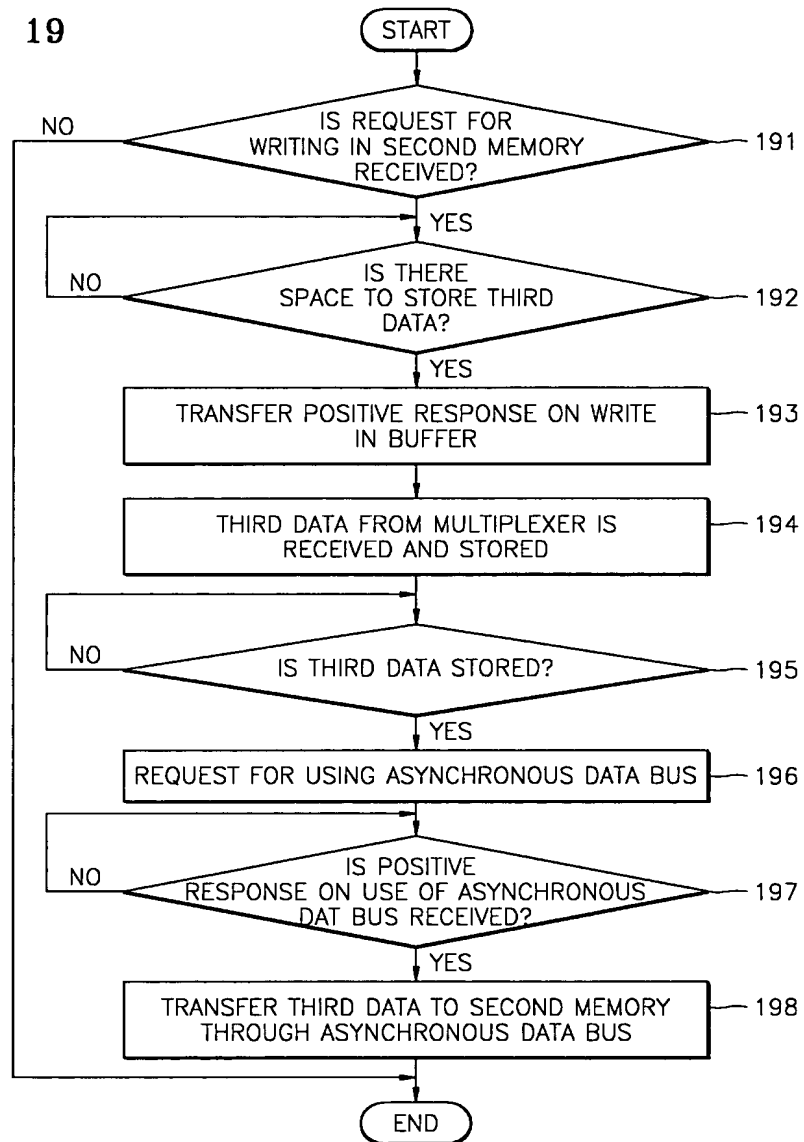 19
START
IS REQUEST FOR
WRITING IN SECOND MEMORY
RECEIVED?
NO
191
YES
IS THERE
SPACE TO STORE THIRD
DATA?
NO
192
YES
TRANSFER POSITIVE RESPONSE ON WRITE
IN BUFFER
193
THIRD DATA FROM MULTIPLEXER IS
RECEIVED AND STORED
194
IS THIRD DATA STORED?
NO
195
YES
REQUEST FOR USING ASYNCHRONOUS DATA BUS
196
IS POSITIVE
RESPONSE ON USE OF ASYNCHRONOUS
DAT BUS RECEIVED?
NO
197
YES
TRANSFER THIRD DATA TO SECOND MEMORY
THROUGH ASYNCHRONOUS DATA BUS
198
END